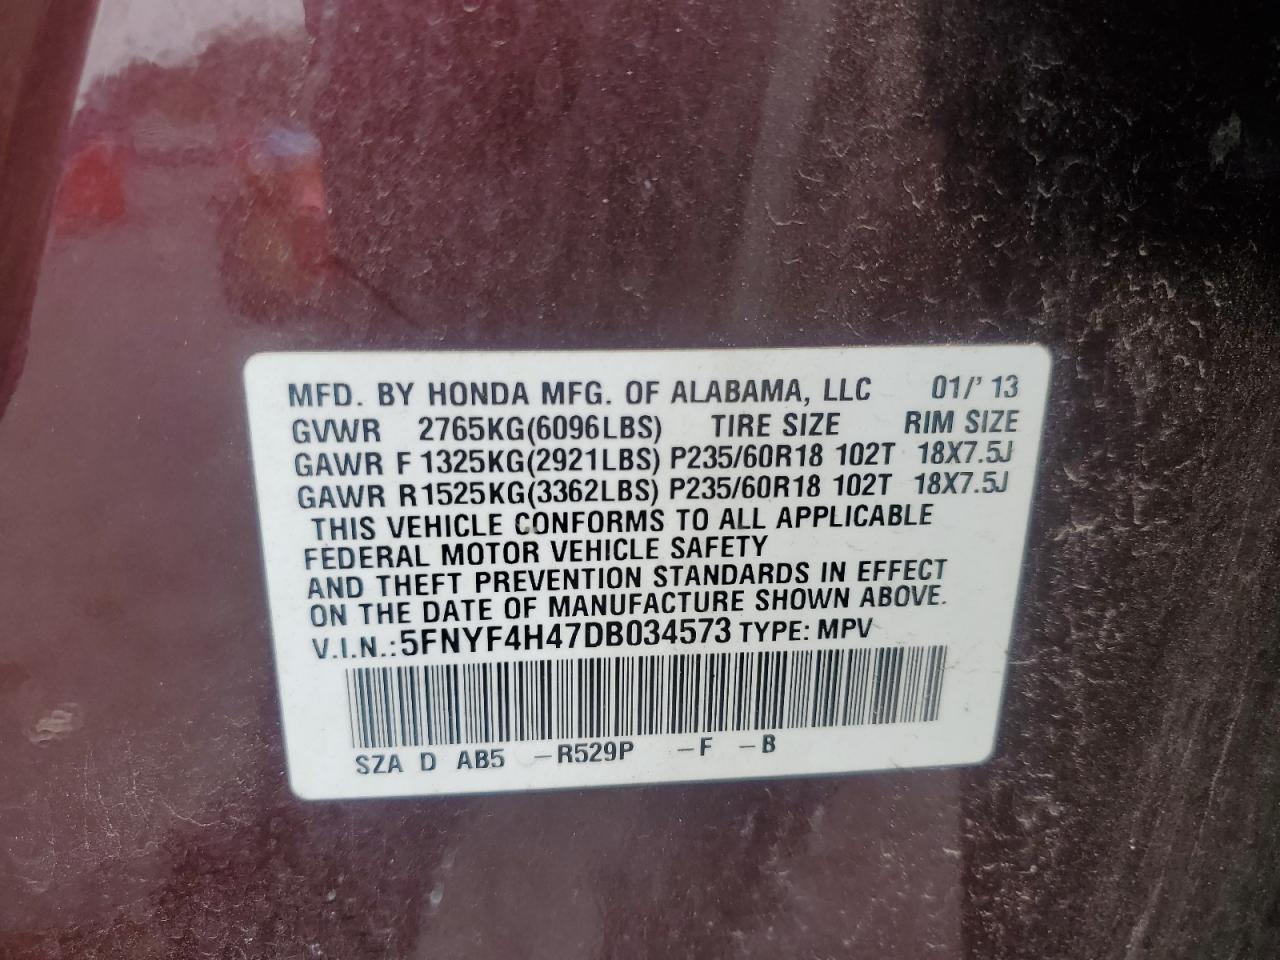 MFD. BY HONDA MFG. OF ALABAMA, LLC 01/'13
GVWR 2765KG(6096LBS) TIRE SIZE RIM SIZE
GAWR F 1325KG(2921LBS) P235/60R18 102T 18X7.5J
GAWR R1525KG(3362LBS) P235/60R18 102T 18X7.5J
THIS VEHICLE CONFORMS TO ALL APPLICABLE
FEDERAL MOTOR VEHICLE SAFETY
AND THEFT PREVENTION STANDARDS IN EFFECT
ON THE DATE OF MANUFACTURE SHOWN ABOVE.
V.I.N.:5FNYF4H47DB034573 TYPE: MPV
SZA D AB5 -R529P -F -B